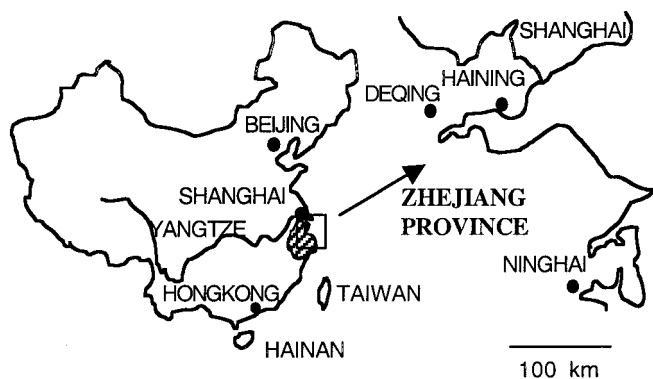 SHANGHAI
HAINING
DEQING
BEIJING
SHANGHAI
ZHEJIANG
PROVINCE
YANGTZE
NINGHAI
HONGKONG
TAIWAN
HAINAN
100 km